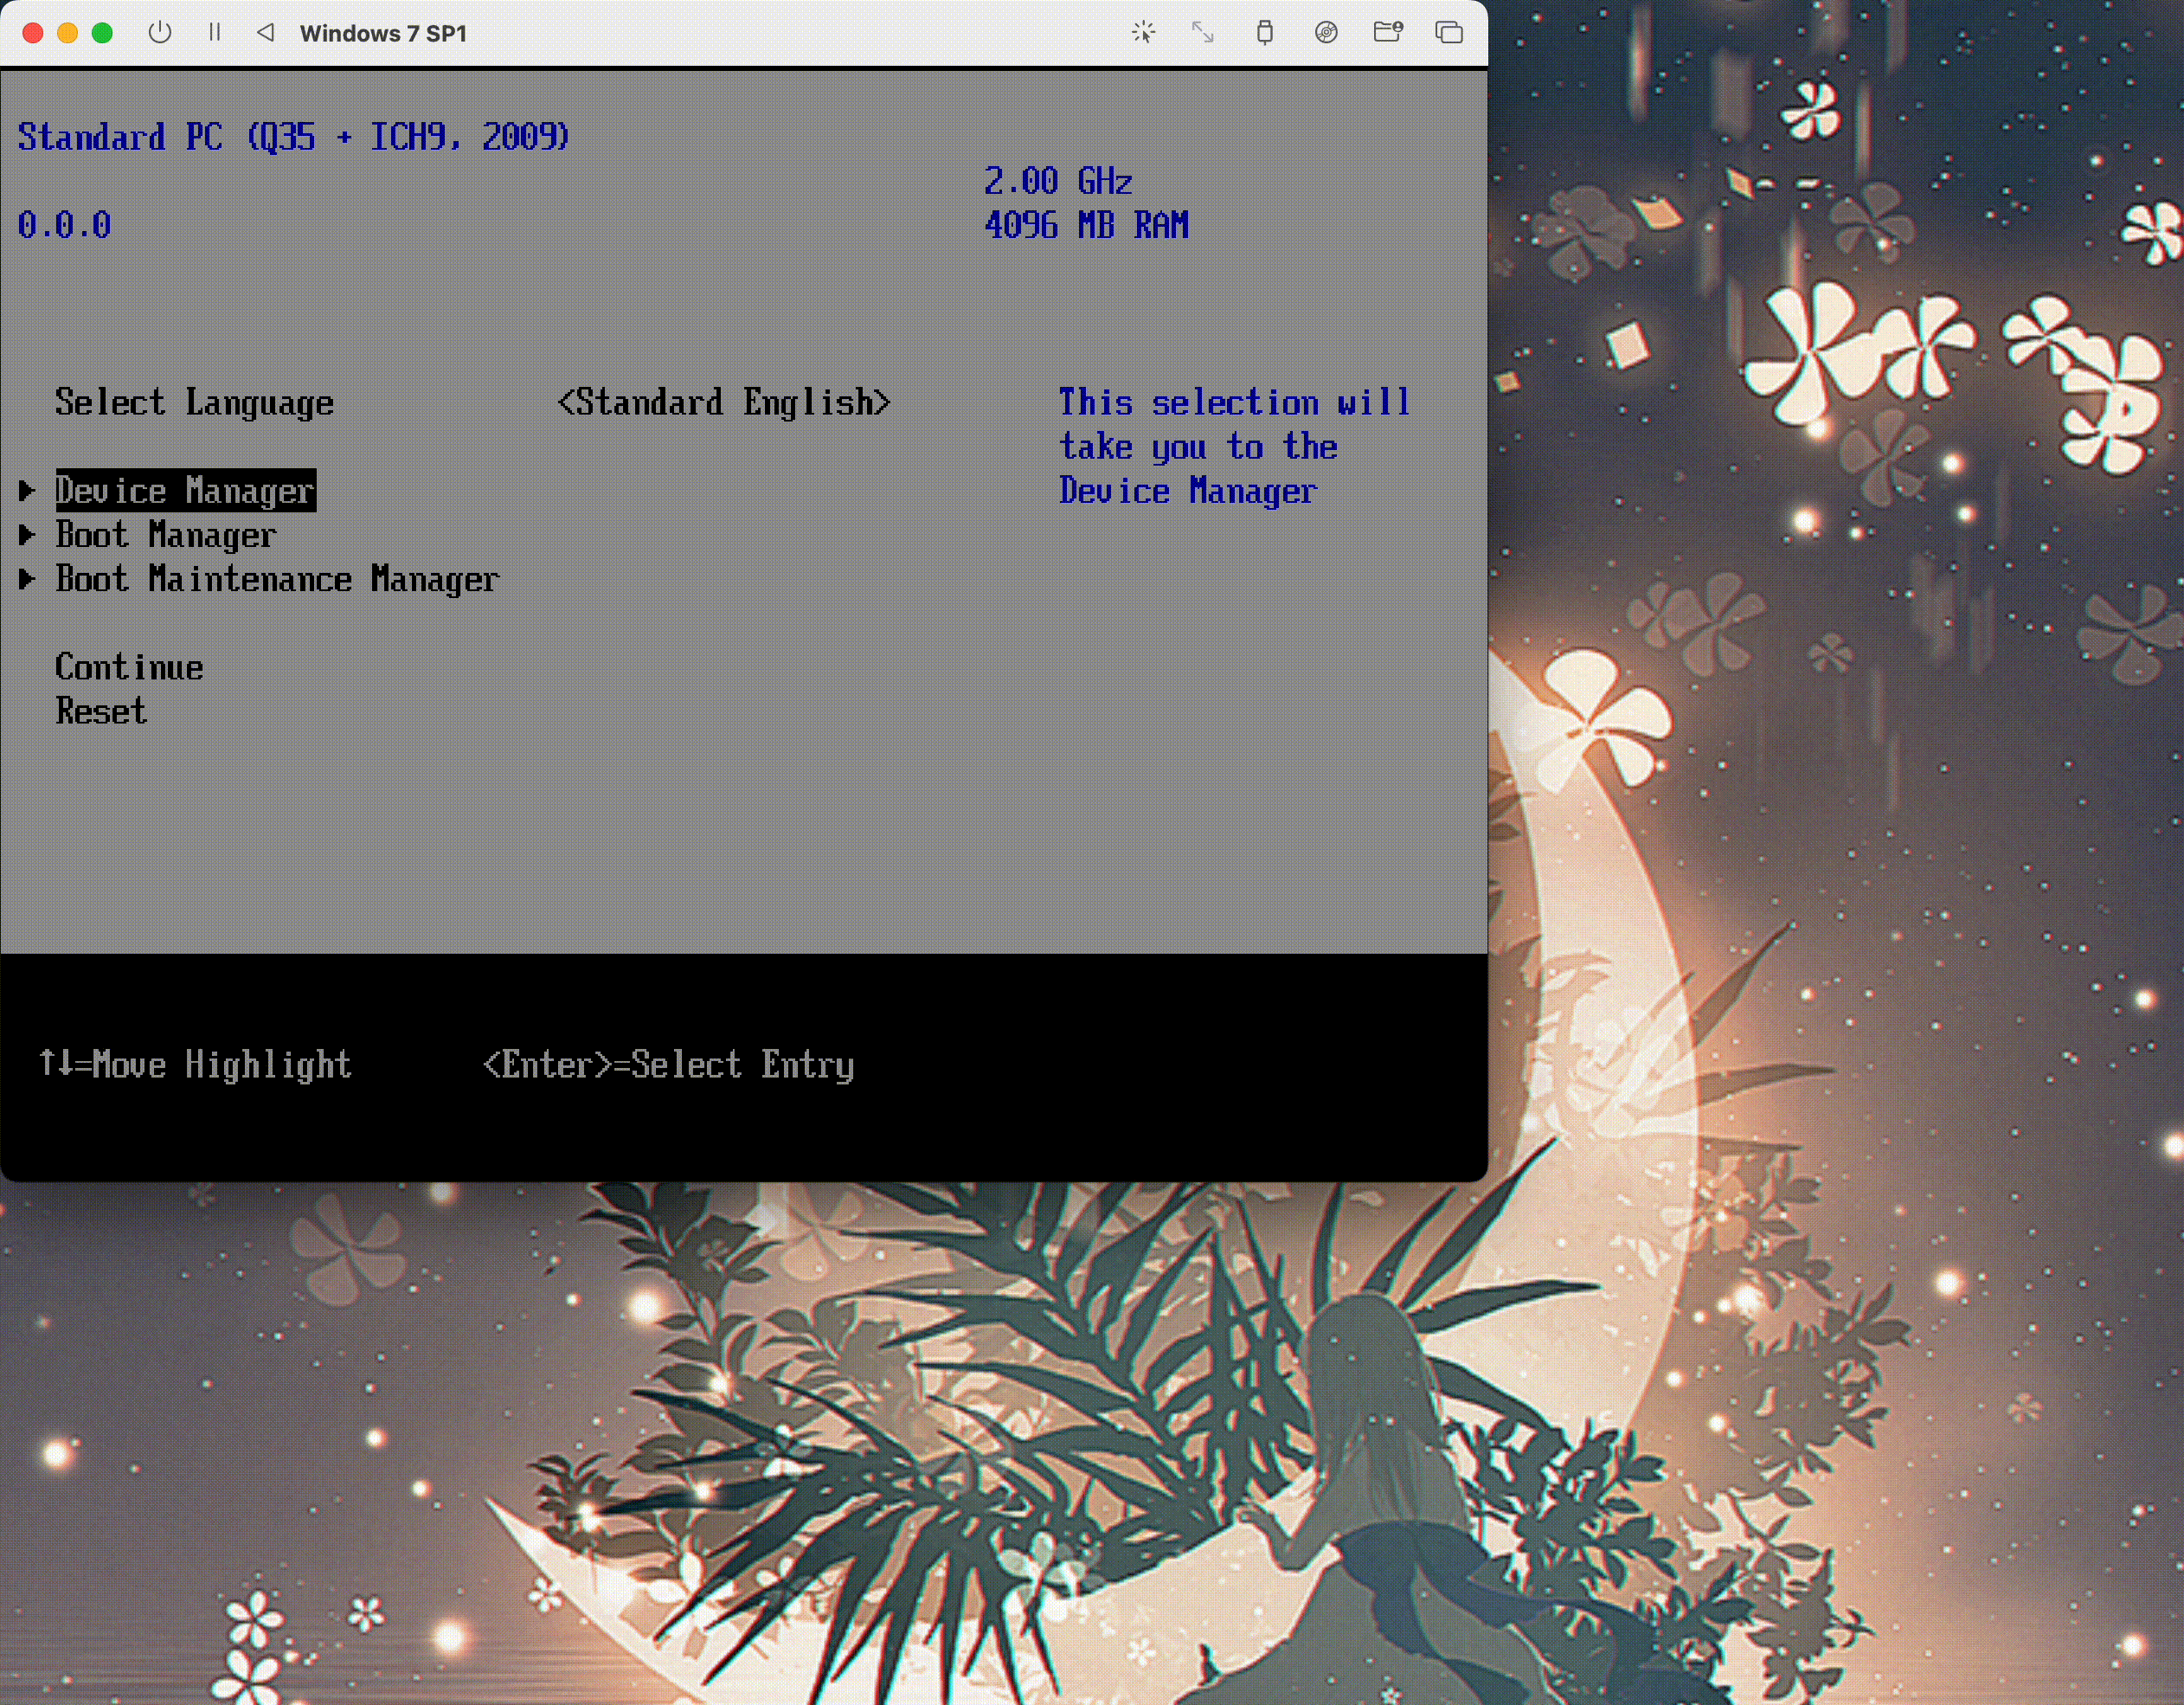 Windows 7 SP1
Standard PC (Q35 + ICH9, 2009)
2.00 GHz
0.0.0 4096 MB RAM
Select Language <Standard English> This selection will
take you to the
Device Manager Device Manager
Boot Manager
Boot Maintenance Manager
Continue
Reset
↑↓=Move Highlight <Enter>=Select Entry